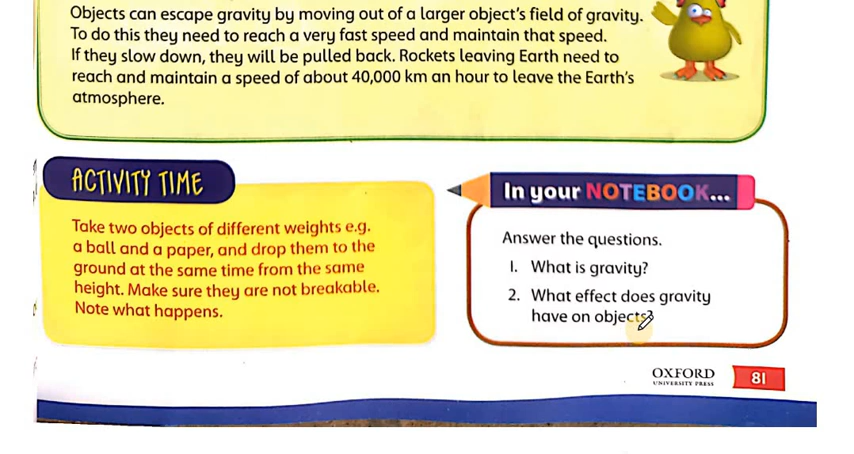 Objects can escape gravity by moving out of a larger object's field of gravity.
To do this they need to reach a very fast speed and maintain that speed.
If they slow down, they will be pulled back. Rockets leaving Earth need to
reach and maintain a speed of about 40,000 km an hour to leave the Earth's
atmosphere.
ACTIVITY TIME
Take two objects of different weights e.g.
a ball and a paper, and drop them to the
ground at the same time from the same
height. Make sure they are not breakable.
Note what happens.
In your NOTEBOOK...
Answer the questions.
1. What is gravity?
2. What effect does gravity
have on objects?
OXFORD
UNIVERSITY PRESS
81